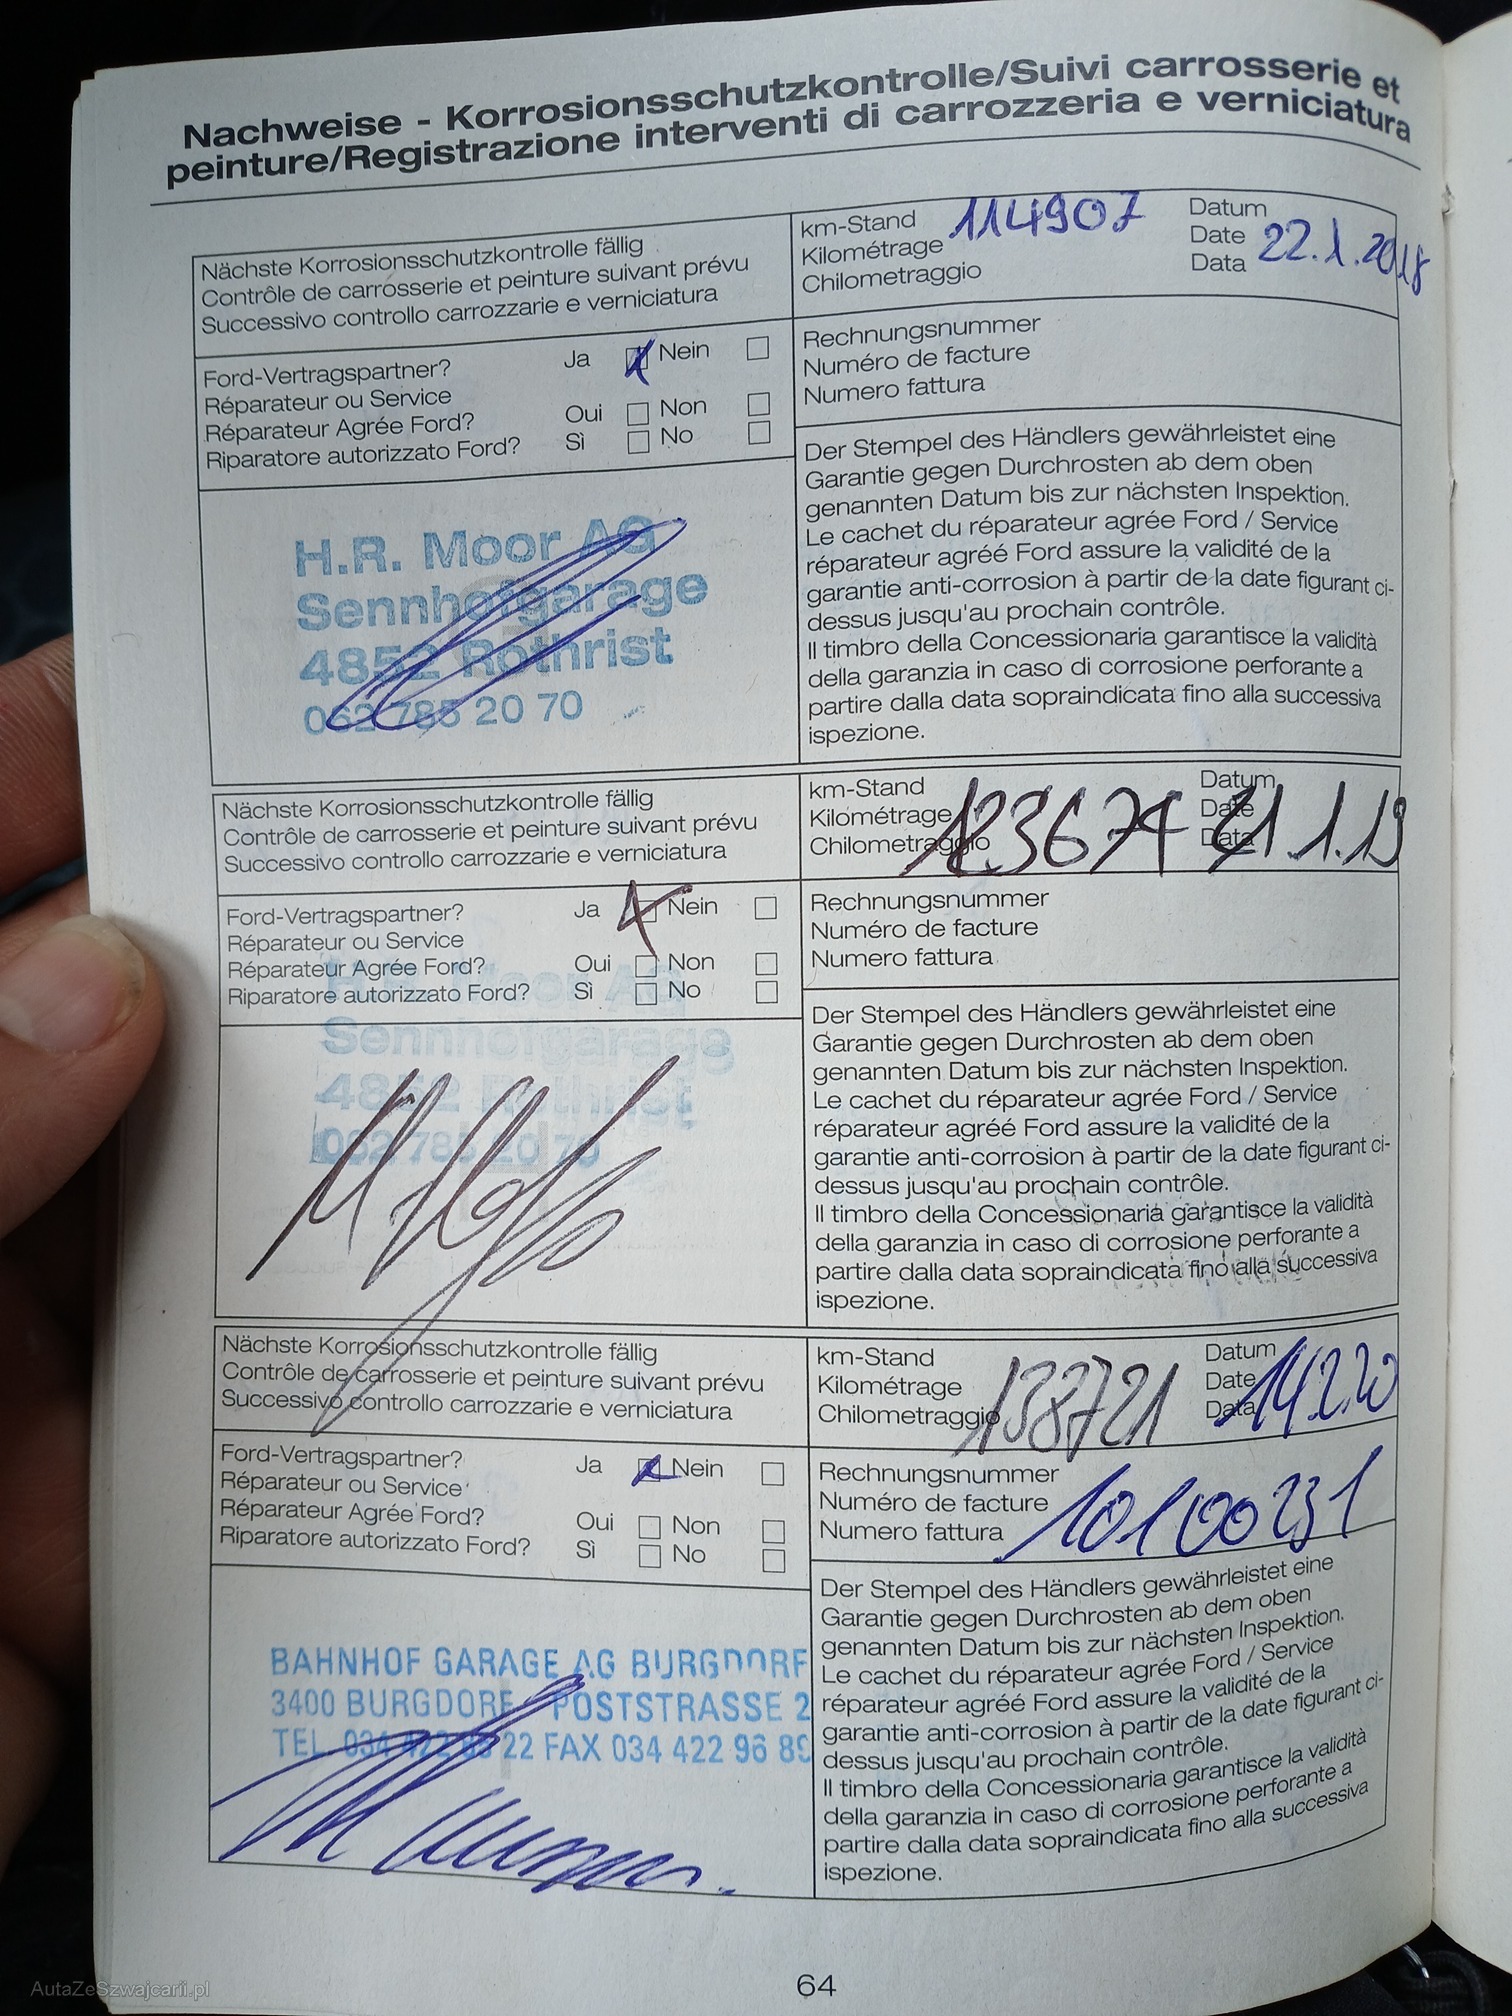 Nachweise - Korrosionsschutzkontrolle/Suivi carrosserie et
peinture/Registrazione interventi di carrozzeria e verniciatura
Nächste Korrosionsschutzkontrolle fällig
Contrôle de carrosserie et peinture suivant prévu
Successivo controllo carrozzarie e verniciatura
km-Stand
Kilométrage
Chilometraggio
114907
Datum
Date
Data
22.1.2018
Ford-Vertragspartner?
Réparateur ou Service
Réparateur Agrée Ford?
Riparatore autorizzato Ford?
Ja Nein
Oui Non
Sì No
Rechnungsnummer
Numéro de facture
Numero fattura
H.R. Moor AG
Sennhofgarage
4852 Rothrist
062 785 20 70
Der Stempel des Händlers gewährleistet eine
Garantie gegen Durchrosten ab dem oben
genannten Datum bis zur nächsten Inspektion.
Le cachet du réparateur agrée Ford / Service
réparateur agréé Ford assure la validité de la
garantie anti-corrosion à partir de la date figurant ci-
dessus jusqu'au prochain contrôle.
Il timbro della Concessionaria garantisce la validità
della garanzia in caso di corrosione perforante a
partire dalla data sopraindicata fino alla successiva
ispezione.
Nächste Korrosionsschutzkontrolle fällig
Contrôle de carrosserie et peinture suivant prévu
Successivo controllo carrozzarie e verniciatura
km-Stand
Kilométrage
Chilometraggio
123674
Datum
Date
Data
1.19
Ford-Vertragspartner?
Réparateur ou Service
Réparateur Agrée Ford?
Riparatore autorizzato Ford?
Ja Nein
Oui Non
Sì No
Rechnungsnummer
Numéro de facture
Numero fattura
H.R. Moor AG
Sennhofgarage
4852 Rothrist
062 785 20 70
Der Stempel des Händlers gewährleistet eine
Garantie gegen Durchrosten ab dem oben
genannten Datum bis zur nächsten Inspektion.
Le cachet du réparateur agrée Ford / Service
réparateur agréé Ford assure la validité de la
garantie anti-corrosion à partir de la date figurant ci-
dessus jusqu'au prochain contrôle.
Il timbro della Concessionaria garantisce la validità
della garanzia in caso di corrosione perforante a
partire dalla data sopraindicata fino alla successiva
ispezione.
Nächste Korrosionsschutzkontrolle fällig
Contrôle de carrosserie et peinture suivant prévu
Successivo controllo carrozzarie e verniciatura
km-Stand
Kilométrage
Chilometraggio
138721
Datum
Date
Data
14.2.20
Ford-Vertragspartner?
Réparateur ou Service
Réparateur Agrée Ford?
Riparatore autorizzato Ford?
Ja Nein
Oui Non
Sì No
Rechnungsnummer
Numéro de facture
Numero fattura
10100231
BAHNHOF GARAGE AG BURGDORF
3400 BURGDORF POSTSTRASSE 2
TEL. 034 422 22 FAX 034 422 96 89
Der Stempel des Händlers gewährleistet eine
Garantie gegen Durchrosten ab dem oben
genannten Datum bis zur nächsten Inspektion.
Le cachet du réparateur agrée Ford / Service
réparateur agréé Ford assure la validité de la
garantie anti-corrosion à partir de la date figurant ci-
dessus jusqu'au prochain contrôle.
Il timbro della Concessionaria garantisce la validità
della garanzia in caso di corrosione perforante a
partire dalla data sopraindicata fino alla successiva
ispezione.
64
AutaZeSzwajcarii.pl